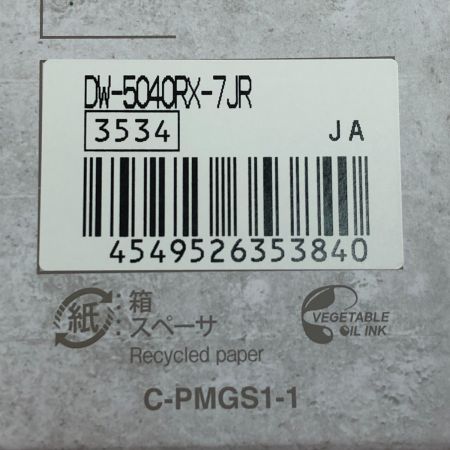 DW-5040RX-7JR
3534
JA
4549526353840
紙:箱
:スペーサ
Recycled paper
VEGETABLE
OIL INK
C-PMGS1-1